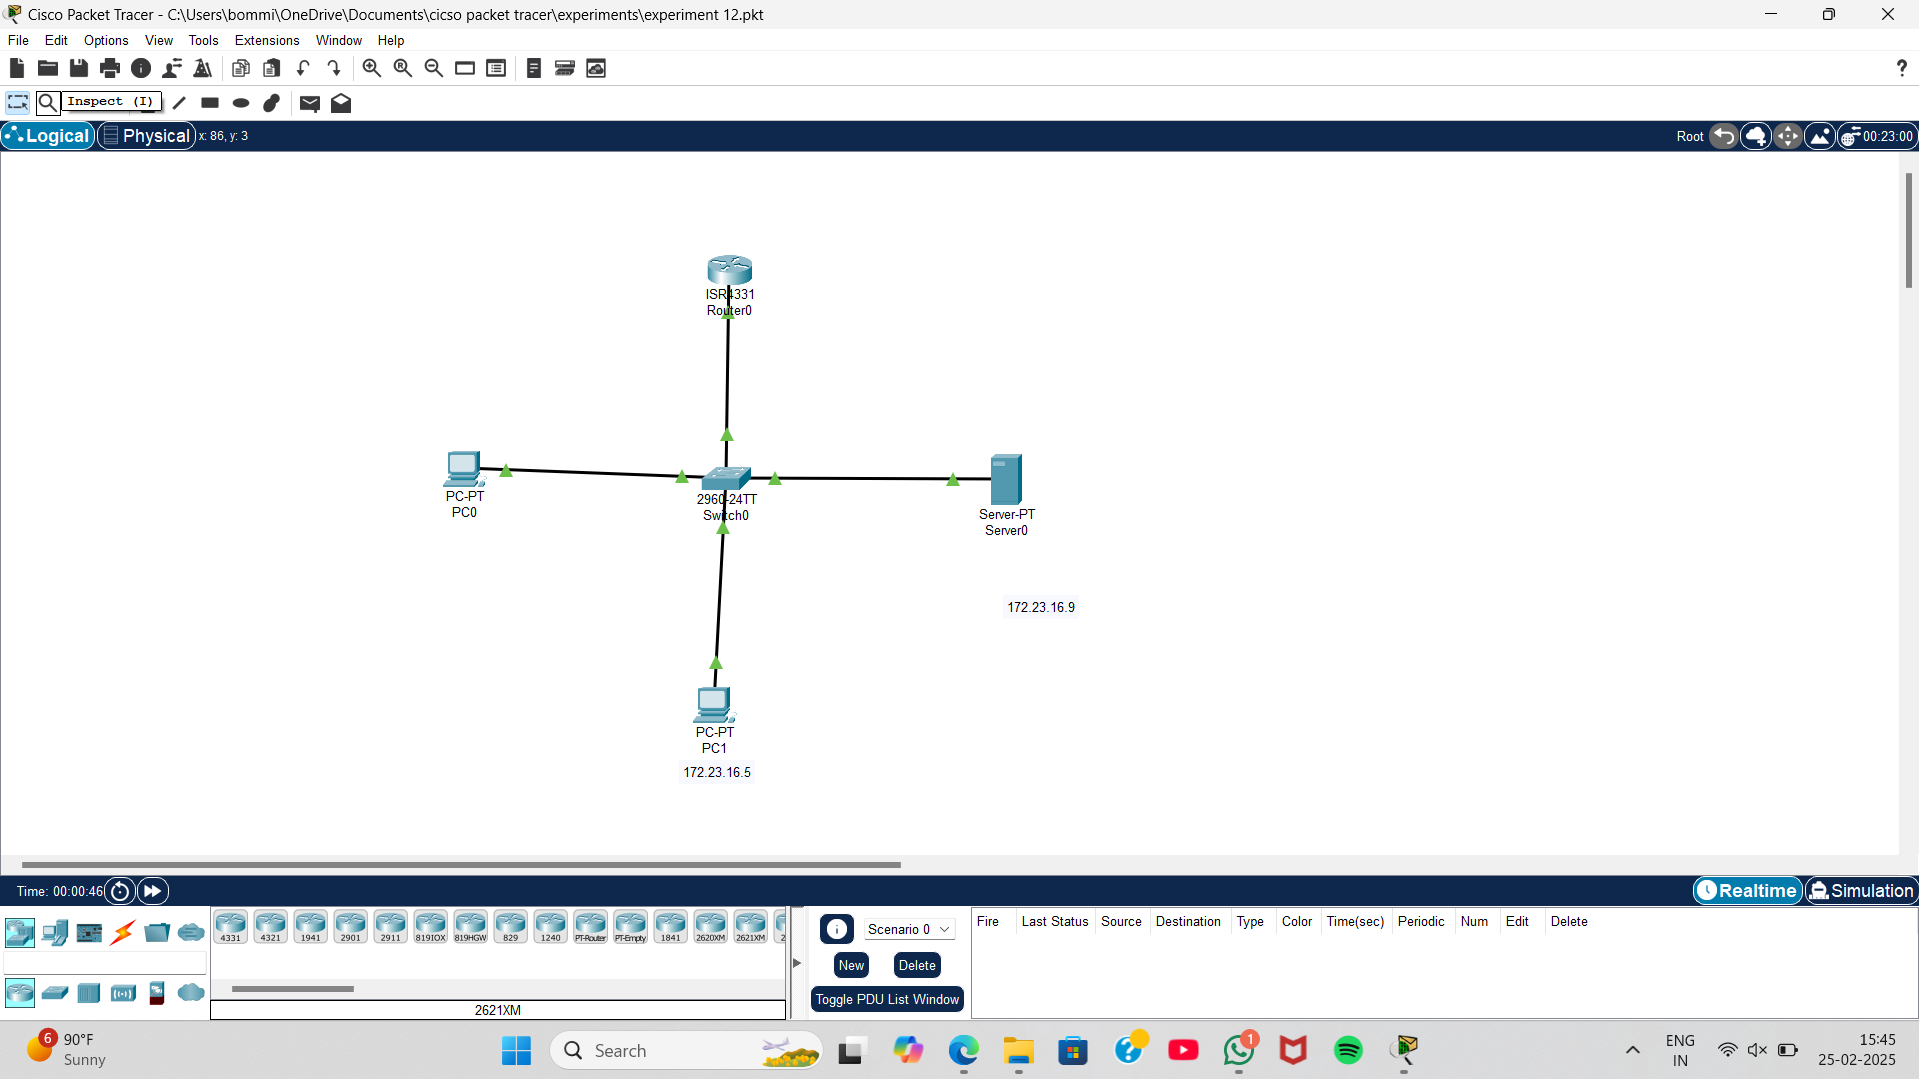 Cisco Packet Tracer - C:\Users\bommi\OneDrive\Documents\cicso packet tracer\experiments\experiment 12.pkt
File Edit Options View Tools Extensions Window Help
?
Inspect (I)
Logical Physical x: 86, y: 3 Root 00:23:00
ISR4331
Router0
PC-PT
PC0
2960-24TT
Switch0
Server-PT
Server0
172.23.16.9
PC-PT
PC1
172.23.16.5
Time: 00:00:46 Realtime Simulation
4331 4321 1941 2901 2911 819IOX 819HGW 829 1240 PT-Router PT-Empty 1841 2620XM 2621XM 2
2621XM
Scenario 0
New Delete
Toggle PDU List Window
Fire Last Status Source Destination Type Color Time(sec) Periodic Num Edit Delete
6 90°F
Sunny
Search
1
ENG
IN
15:45
25-02-2025